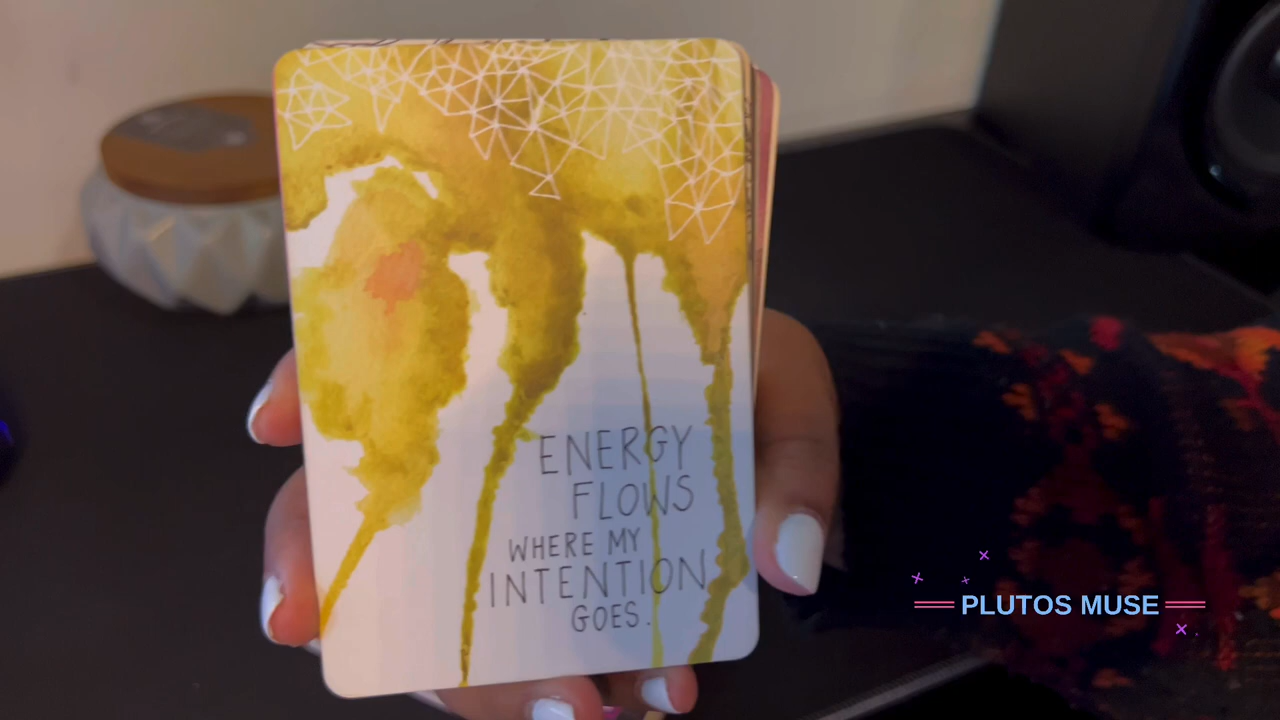 ENERGY
FLOWS
WHERE MY
INTENTION
GOES.
PLUTOS MUSE